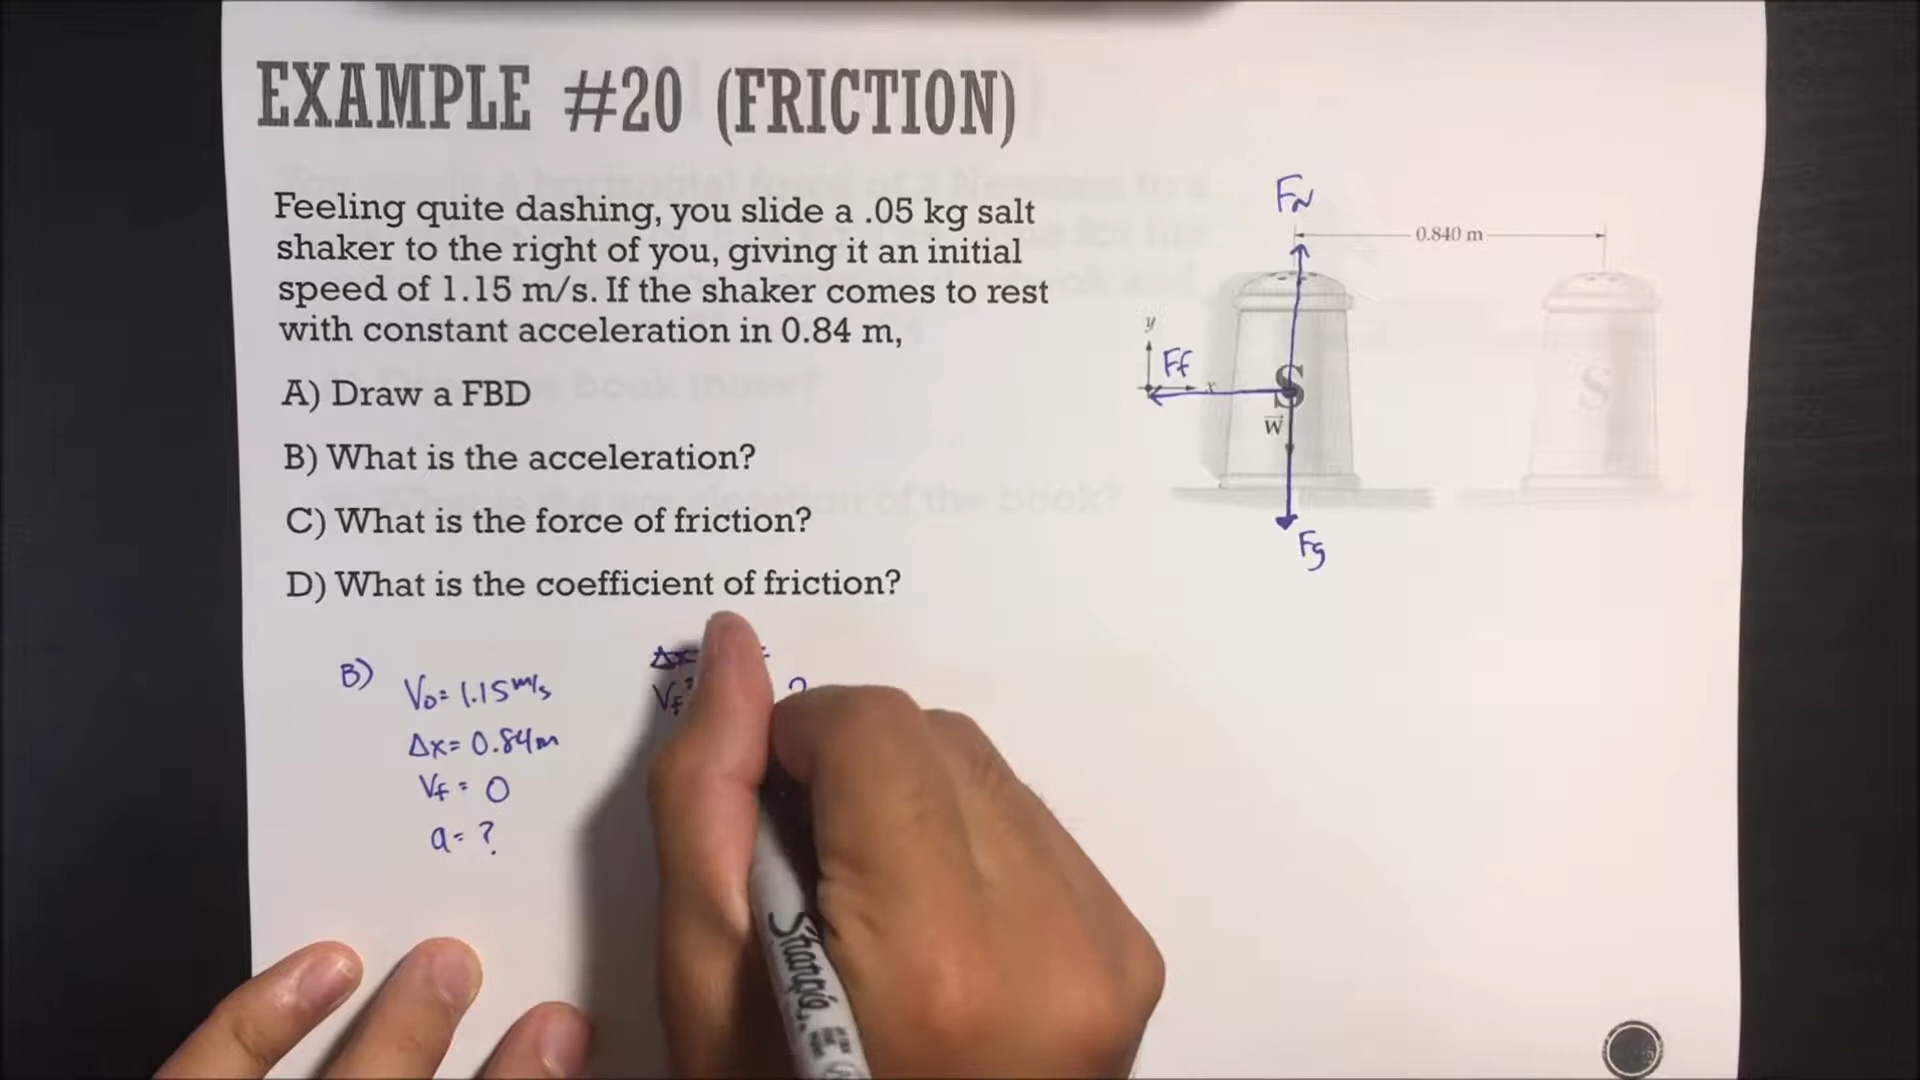 EXAMPLE #20 (FRICTION)
Feeling quite dashing, you slide a .05 kg salt
shaker to the right of you, giving it an initial
speed of 1.15 m/s. If the shaker comes to rest
with constant acceleration in 0.84 m,
A) Draw a FBD
B) What is the acceleration?
C) What is the force of friction?
D) What is the coefficient of friction?
FN
0.840 m
y
Ff
x
S
S
w
Fg
B)
V0 = 1.15 m/s
Δx = 0.84m
Vf = 0
a = ?
Δx
Vf²
Sharpie